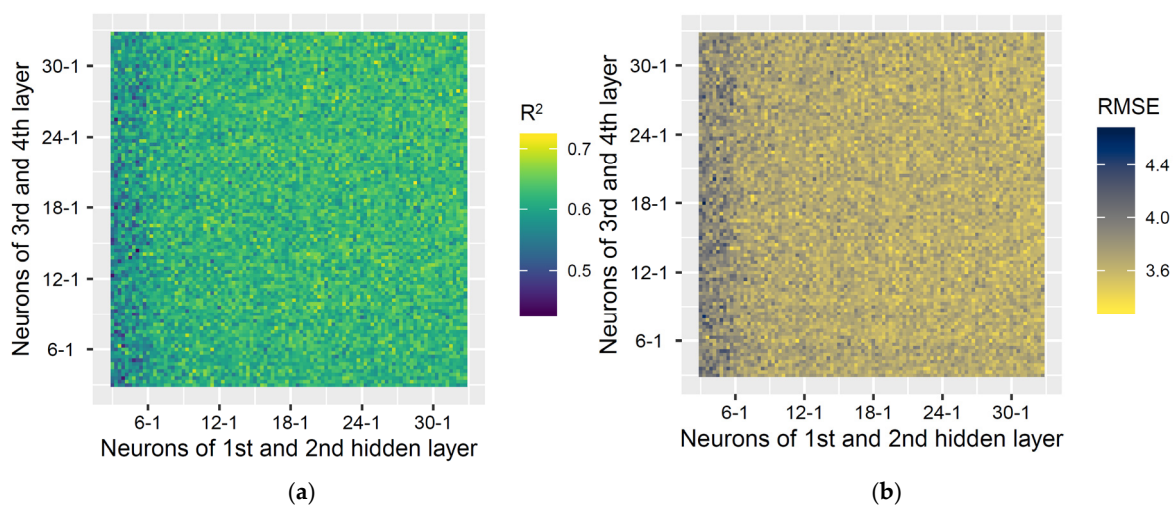 Neurons of 3rd and 4th layer
30-1
24-1
18-1
12-1
6-1
6-1 12-1 18-1 24-1 30-1
Neurons of 1st and 2nd hidden layer
R²
0.7
0.6
0.5
(a)
Neurons of 3rd and 4th layer
30-1
24-1
18-1
12-1
6-1
6-1 12-1 18-1 24-1 30-1
Neurons of 1st and 2nd hidden layer
RMSE
4.4
4.0
3.6
(b)